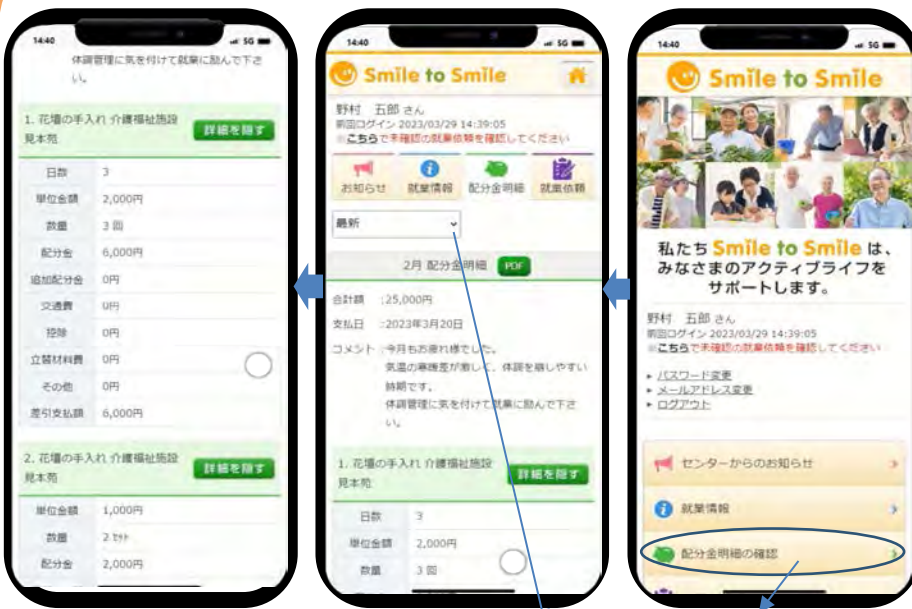 14:40
5G
体調管理に気を付けて就業に励んで下さ
い。
1. 花壇の手入れ 介護福祉施設
見本苑
詳細を隠す
日数 3
単位金額 2,000円
数量 3 回
配分金 6,000円
追加配分金 0円
交通費 0円
控除 0円
立替材料費 0円
その他 0円
差引支払額 6,000円
2. 花壇の手入れ 介護福祉施設
見本苑
詳細を隠す
単位金額 1,000円
数量 2 ｾｯﾄ
配分金 2,000円
14:40
5G
Smile to Smile
野村 五郎 さん
前回ログイン 2023/03/29 14:39:05
※こちらで未確認の就業依頼を確認してください
お知らせ 就業情報 配分金明細 就業依頼
最新
2月 配分金明細 PDF
合計額 :25,000円
支払日 :2023年3月20日
コメント :今月もお疲れ様でした。
気温の寒暖差が激しく、体調を崩しやすい
時期です。
体調管理に気を付けて就業に励んで下さ
い。
1. 花壇の手入れ 介護福祉施設
見本苑
詳細を隠す
日数 3
単位金額 2,000円
数量 3 回
14:40
5G
Smile to Smile
私たち Smile to Smile は、
みなさまのアクティブライフを
サポートします。
野村 五郎 さん
前回ログイン 2023/03/29 14:39:05
※こちらで未確認の就業依頼を確認してください
パスワード変更
メールアドレス変更
ログアウト
センターからのお知らせ
就業情報
配分金明細の確認